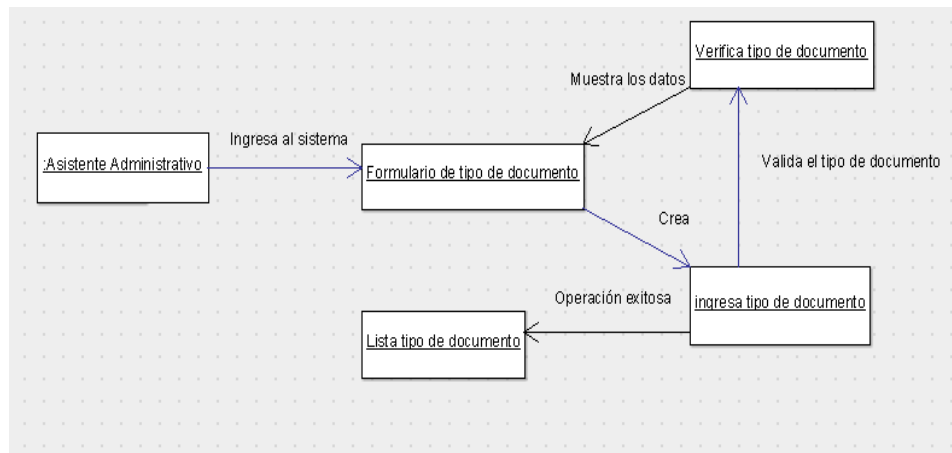 Verifica tipo de documento
Muestra los datos
Ingresa al sistema
:Asistente Administrativo
Formulario de tipo de documento
Valida el tipo de documento
Crea
Operación exitosa
ingresa tipo de documento
Lista tipo de documento